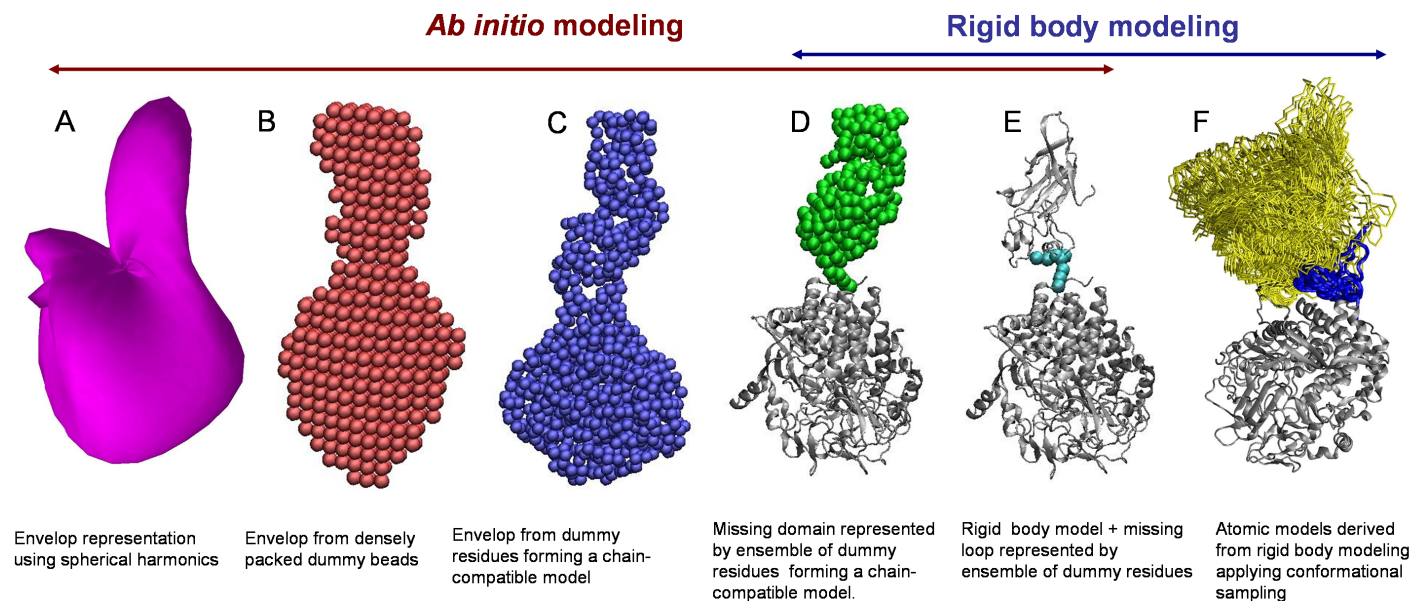 Ab initio modeling
Rigid body modeling
A
B
C
D
E
F
Envelop representation
using spherical harmonics
Envelop from densely
packed dummy beads
Envelop from dummy
residues forming a chain-
compatible model
Missing domain represented
by ensemble of dummy
residues forming a chain-
compatible model.
Rigid body model + missing
loop represented by
ensemble of dummy residues
Atomic models derived
from rigid body modeling
applying conformational
sampling